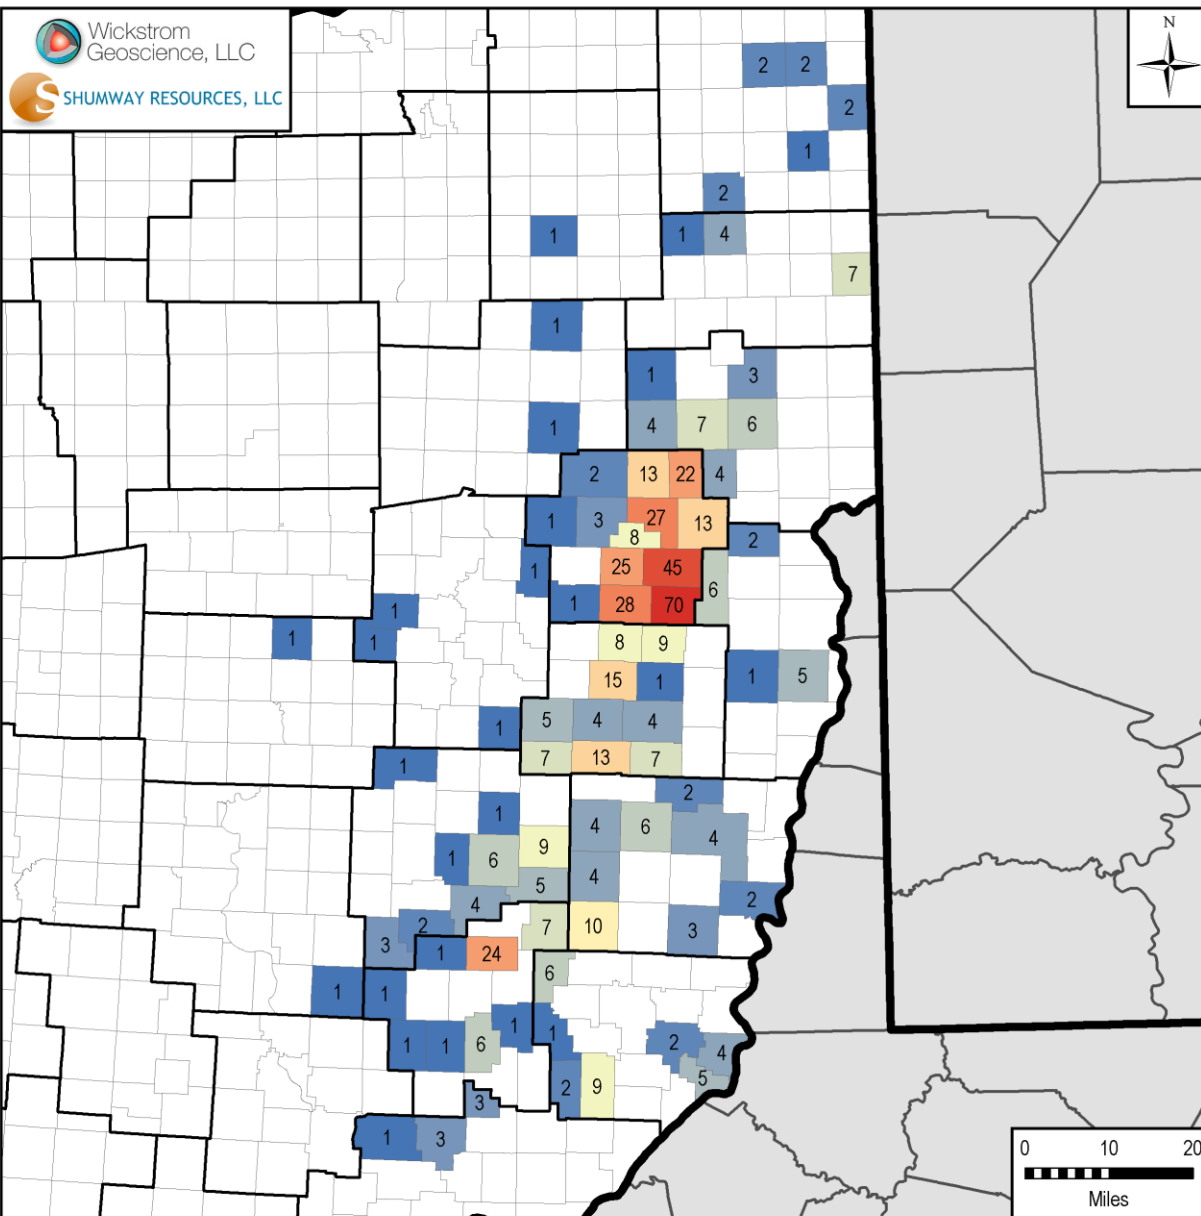 Wickstrom
Geoscience, LLC
SHUMWAY RESOURCES, LLC
N
2 2
2
1
2
1 1 4
7
1
1 3
1 4 7 6
2 13 22 4
1 3 27 13
8 2
1 25 45 6
1 28 70
1 1 1
8 9
15 1 1 5
1 5 4 4
7 13 7
1 2
1 4 6 4
1 6 9
5 4
4 2
3 2 7 10 3
1 24
6
1 1
1 1 6 1 1 2 4
5
2 9
3
1 3
0 10 20
Miles